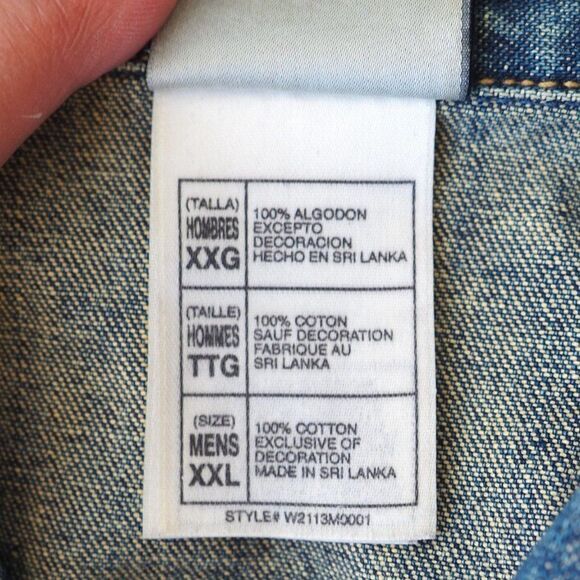 (TALLA)
HOMBRES
XXG
100% ALGODON
EXCEPTO
DECORACION
HECHO EN SRI LANKA
(TAILLE)
HOMMES
TTG
100% COTON
SAUF DECORATION
FABRIQUE AU
SRI LANKA
(SIZE)
MENS
XXL
100% COTTON
EXCLUSIVE OF
DECORATION
MADE IN SRI LANKA
STYLE# W2113M0001